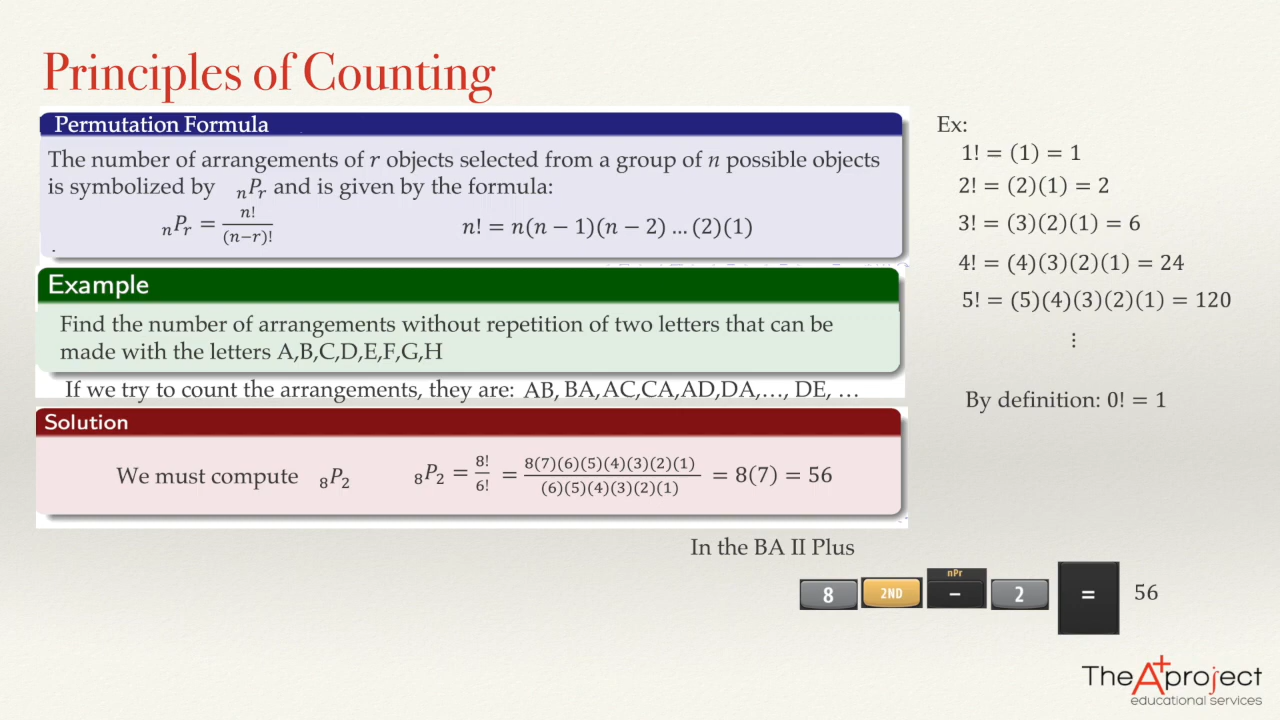 Principles of Counting
Permutation Formula
The number of arrangements of r objects selected from a group of n possible objects
is symbolized by ₙPᵣ and is given by the formula:
ₙPᵣ = n!/(n−r)!    n! = n(n − 1)(n − 2) … (2)(1)
.
Example
Find the number of arrangements without repetition of two letters that can be
made with the letters A,B,C,D,E,F,G,H
If we try to count the arrangements, they are: AB, BA, AC,CA,AD,DA,…, DE, …
Solution
We must compute ₈P₂    ₈P₂ = 8!/6! = 8(7)(6)(5)(4)(3)(2)(1)/(6)(5)(4)(3)(2)(1) = 8(7) = 56
Ex:
1! = (1) = 1
2! = (2)(1) = 2
3! = (3)(2)(1) = 6
4! = (4)(3)(2)(1) = 24
5! = (5)(4)(3)(2)(1) = 120
⋮
By definition: 0! = 1
In the BA II Plus
nPr
8 2ND − 2 = 56
The A+ project
educational services